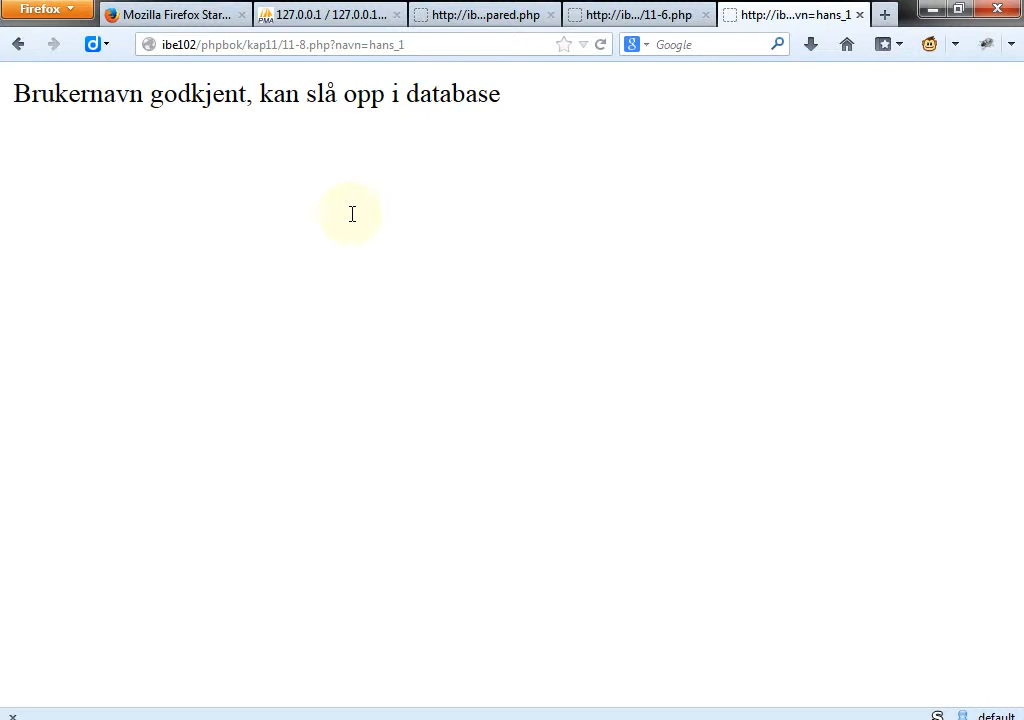 Firefox
Mozilla Firefox Star...
127.0.0.1 / 127.0.0.1...
http://ib...pared.php
http://ib.../11-6.php
http://ib...vn=hans_1
ibe102/phpbok/kap11/11-8.php?navn=hans_1
Google
Brukernavn godkjent, kan slå opp i database
default